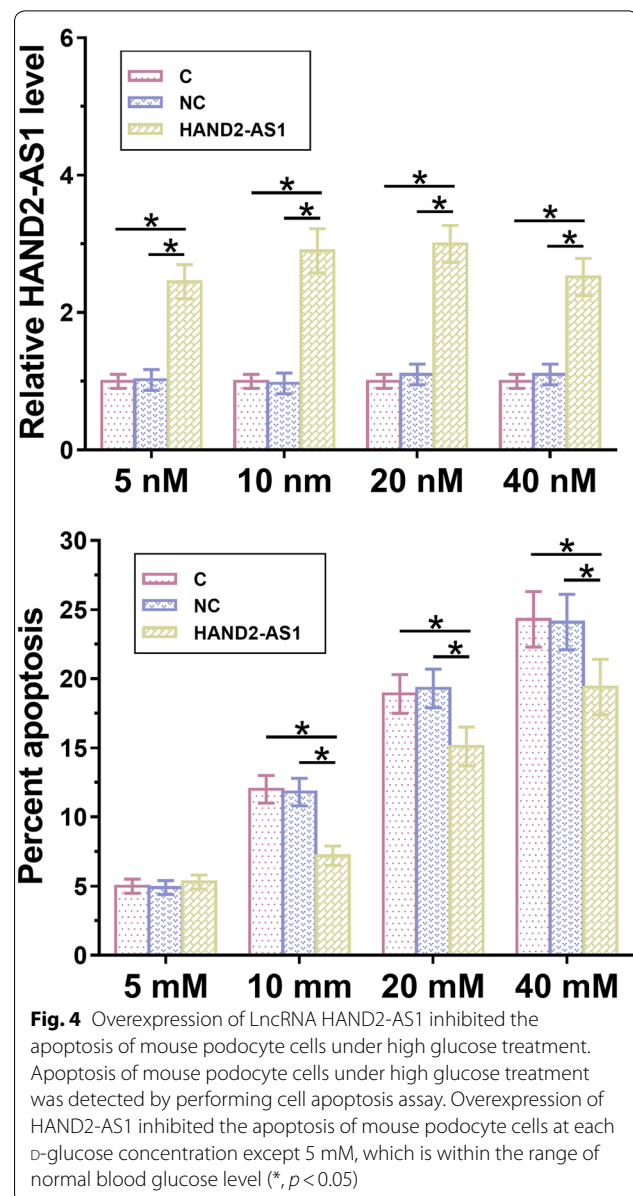 6
C
NC
HAND2-AS1
4
2
0
Relative HAND2-AS1 level
* * * * * * * *
5 nM 10 nm 20 nM 40 nM
30
C
NC
HAND2-AS1
25
20
15
10
5
0
Percent apoptosis
* * * * * *
5 mM 10 mm 20 mM 40 mM
Fig. 4 Overexpression of LncRNA HAND2-AS1 inhibited the
apoptosis of mouse podocyte cells under high glucose treatment.
Apoptosis of mouse podocyte cells under high glucose treatment
was detected by performing cell apoptosis assay. Overexpression of
HAND2-AS1 inhibited the apoptosis of mouse podocyte cells at each
D-glucose concentration except 5 mM, which is within the range of
normal blood glucose level (*, p < 0.05)